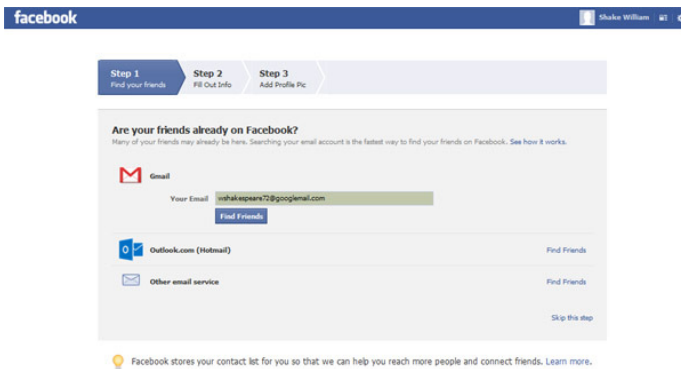 facebook
Shake William
Step 1
Find your friends
Step 2
Fill Out Info
Step 3
Add Profile Pic
Are your friends already on Facebook?
Many of your friends may already be here. Searching your email account is the fastest way to find your friends on Facebook. See how it works.
Gmail
Your Email wshakespeare72@googlemail.com
Find Friends
Outlook.com (Hotmail) Find Friends
Other email service Find Friends
Skip this step
Facebook stores your contact list for you so that we can help you reach more people and connect friends. Learn more.